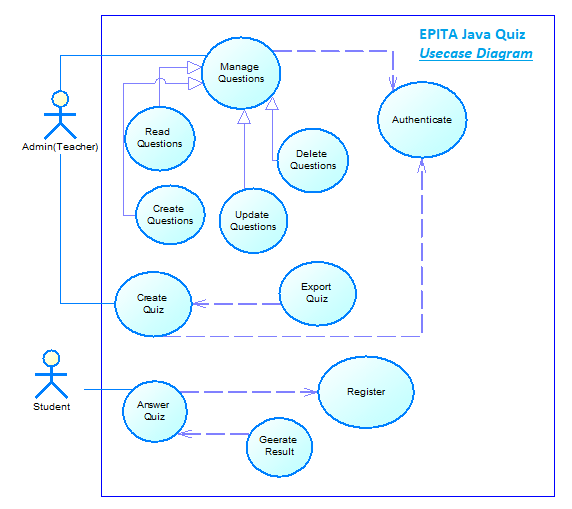 EPITA Java Quiz
Usecase Diagram
Manage
Questions
Authenticate
Admin(Teacher)
Read
Questions
Delete
Questions
Create
Questions
Update
Questions
Create
Quiz
Export
Quiz
Student
Answer
Quiz
Register
Geerate
Result